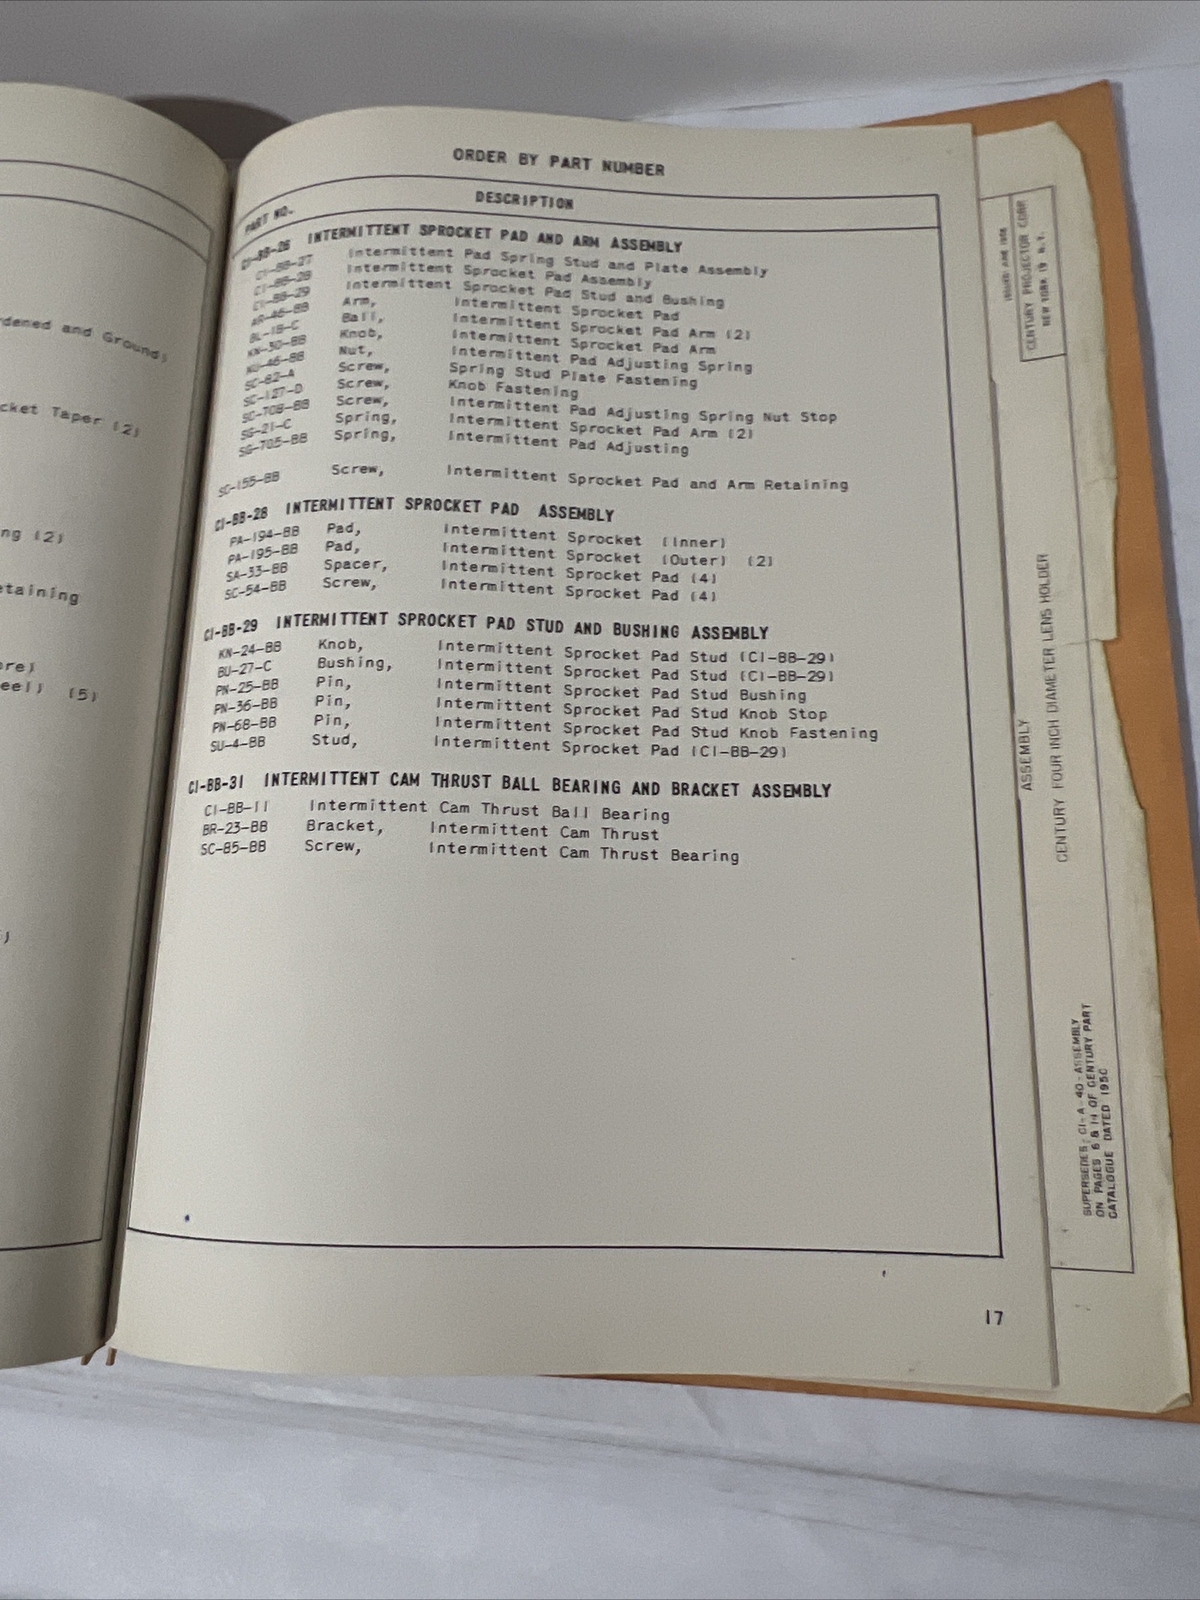 dened and Ground)
cket Taper (2)
ng (2)
taining
ore)
eel) (5)
ORDER BY PART NUMBER
PART NO. DESCRIPTION
CI-BB-26 INTERMITTENT SPROCKET PAD AND ARM ASSEMBLY
CI-BB-27 Intermittent Pad Spring Stud and Plate Assembly
CI-BB-28 Intermittent Sprocket Pad Assembly
CI-BB-29 Intermittent Sprocket Pad Stud and Bushing
AR-46-BB Arm, Intermittent Sprocket Pad
BL-18-C Ball, Intermittent Sprocket Pad Arm (2)
KN-30-BB Knob, Intermittent Sprocket Pad Arm
NU-46-BB Nut, Intermittent Pad Adjusting Spring
SC-82-A Screw, Spring Stud Plate Fastening
SC-127-D Screw, Knob Fastening
SC-708-BB Screw, Intermittent Pad Adjusting Spring Nut Stop
SG-21-C Spring, Intermittent Sprocket Pad Arm (2)
SG-705-BB Spring, Intermittent Pad Adjusting
SC-155-BB Screw, Intermittent Sprocket Pad and Arm Retaining
CI-BB-28 INTERMITTENT SPROCKET PAD ASSEMBLY
PA-194-BB Pad, Intermittent Sprocket (Inner)
PA-195-BB Pad, Intermittent Sprocket (Outer) (2)
SA-33-BB Spacer, Intermittent Sprocket Pad (4)
SC-54-BB Screw, Intermittent Sprocket Pad (4)
CI-BB-29 INTERMITTENT SPROCKET PAD STUD AND BUSHING ASSEMBLY
KN-24-BB Knob, Intermittent Sprocket Pad Stud (CI-BB-29)
BU-27-C Bushing, Intermittent Sprocket Pad Stud (CI-BB-29)
PN-25-BB Pin, Intermittent Sprocket Pad Stud Bushing
PN-36-BB Pin, Intermittent Sprocket Pad Stud Knob Stop
PN-68-BB Pin, Intermittent Sprocket Pad Stud Knob Fastening
SU-4-BB Stud, Intermittent Sprocket Pad (CI-BB-29)
CI-BB-31 INTERMITTENT CAM THRUST BALL BEARING AND BRACKET ASSEMBLY
CI-BB-11 Intermittent Cam Thrust Ball Bearing
BR-23-BB Bracket, Intermittent Cam Thrust
SC-85-BB Screw, Intermittent Cam Thrust Bearing
17
CENTURY PROJECTOR CORP.
NEW YORK 19 N.Y.
ASSEMBLY
CENTURY FOUR INCH DIAMETER LENS HOLDER
SUPERSEDES: CI-A-40-ASSEMBLY
ON PAGES 6 & 14 OF CENTURY PART
CATALOGUE DATED 1950